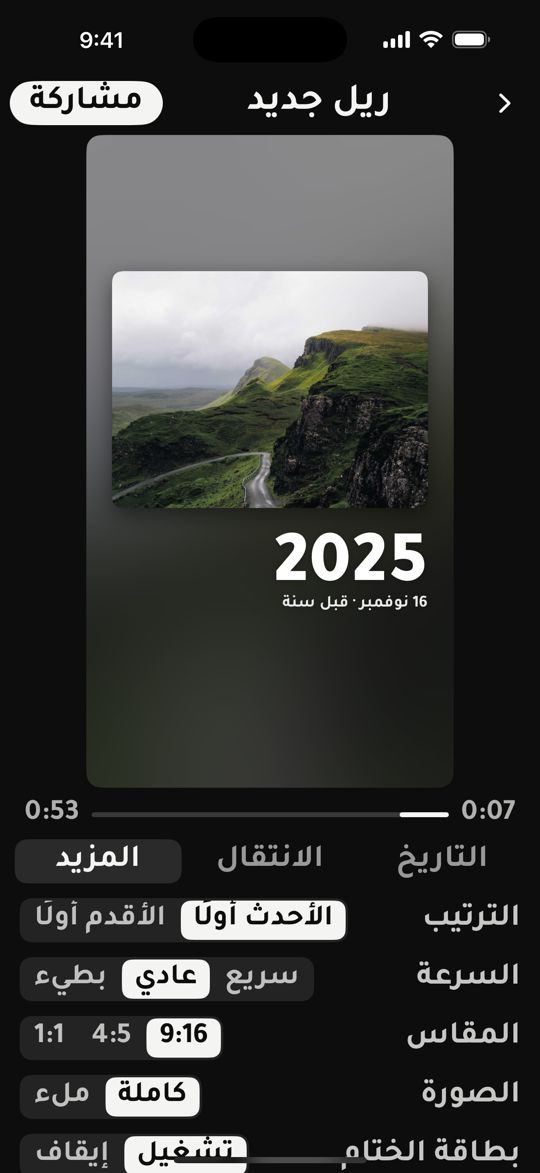 9:41
ريل جديد
مشاركة
2025
16 نوفمبر · قبل سنة
0:07 0:53
التاريخ الانتقال المزيد
الترتيب الأحدث أولًا الأقدم أولًا
السرعة سريع عادي بطيء
المقاس 9:16 4:5 1:1
الصورة كاملة ملء
بطاقة الختام تشغيل إيقاف